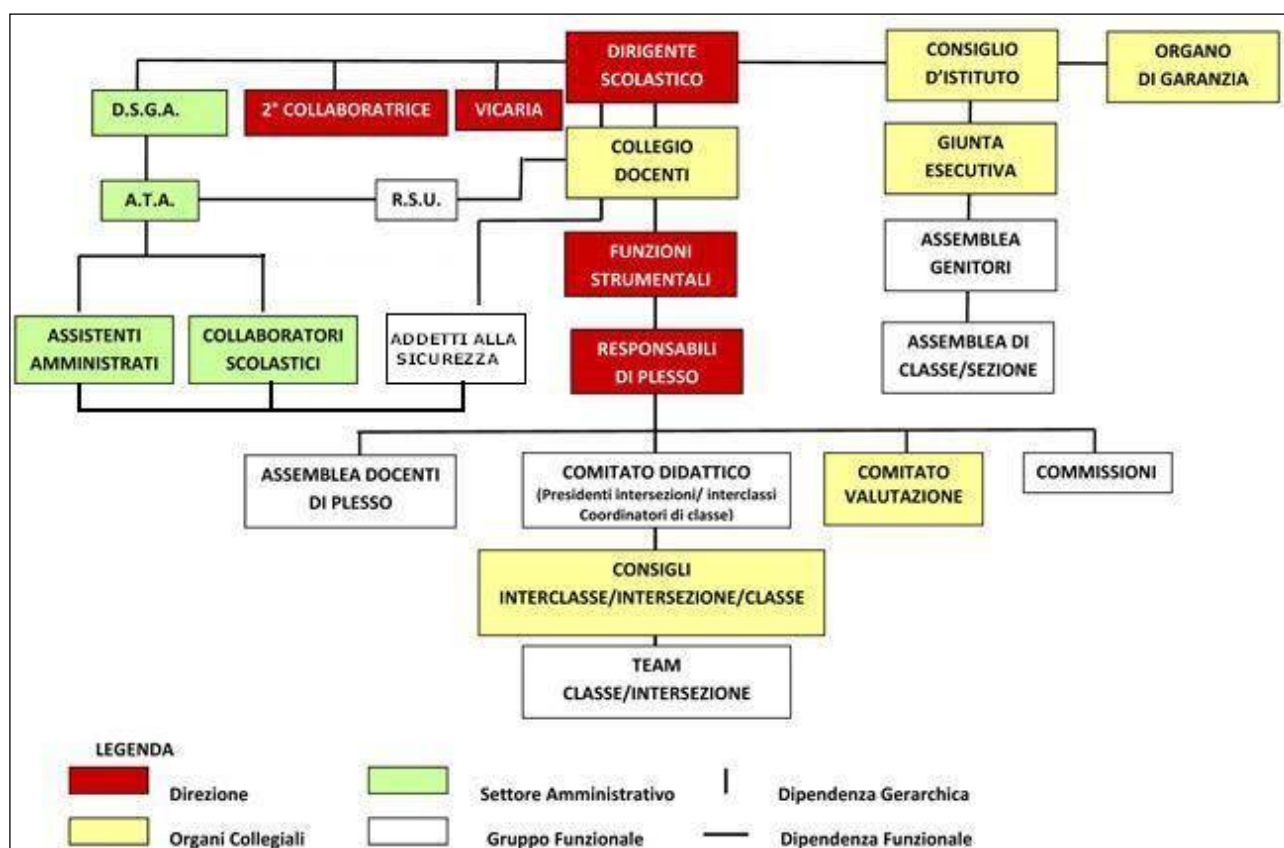 DIRIGENTE
SCOLASTICO
CONSIGLIO
D'ISTITUTO
ORGANO
DI GARANZIA
D.S.G.A.
2° COLLABORATRICE
VICARIA
COLLEGIO
DOCENTI
GIUNTA
ESECUTIVA
A.T.A.
R.S.U.
FUNZIONI
STRUMENTALI
ASSEMBLEA
GENITORI
ASSISTENTI
AMMINISTRATI
COLLABORATORI
SCOLASTICI
ADDETTI ALLA
SICUREZZA
RESPONSABILI
DI PLESSO
ASSEMBLEA DI
CLASSE/SEZIONE
ASSEMBLEA DOCENTI
DI PLESSO
COMITATO DIDATTICO
(Presidenti intersezioni/ interclassi
Coordinatori di classe)
COMITATO
VALUTAZIONE
COMMISSIONI
CONSIGLI
INTERCLASSE/INTERSEZIONE/CLASSE
TEAM
CLASSE/INTERSEZIONE
LEGENDA
Direzione
Settore Amministrativo
Dipendenza Gerarchica
Organi Collegiali
Gruppo Funzionale
Dipendenza Funzionale